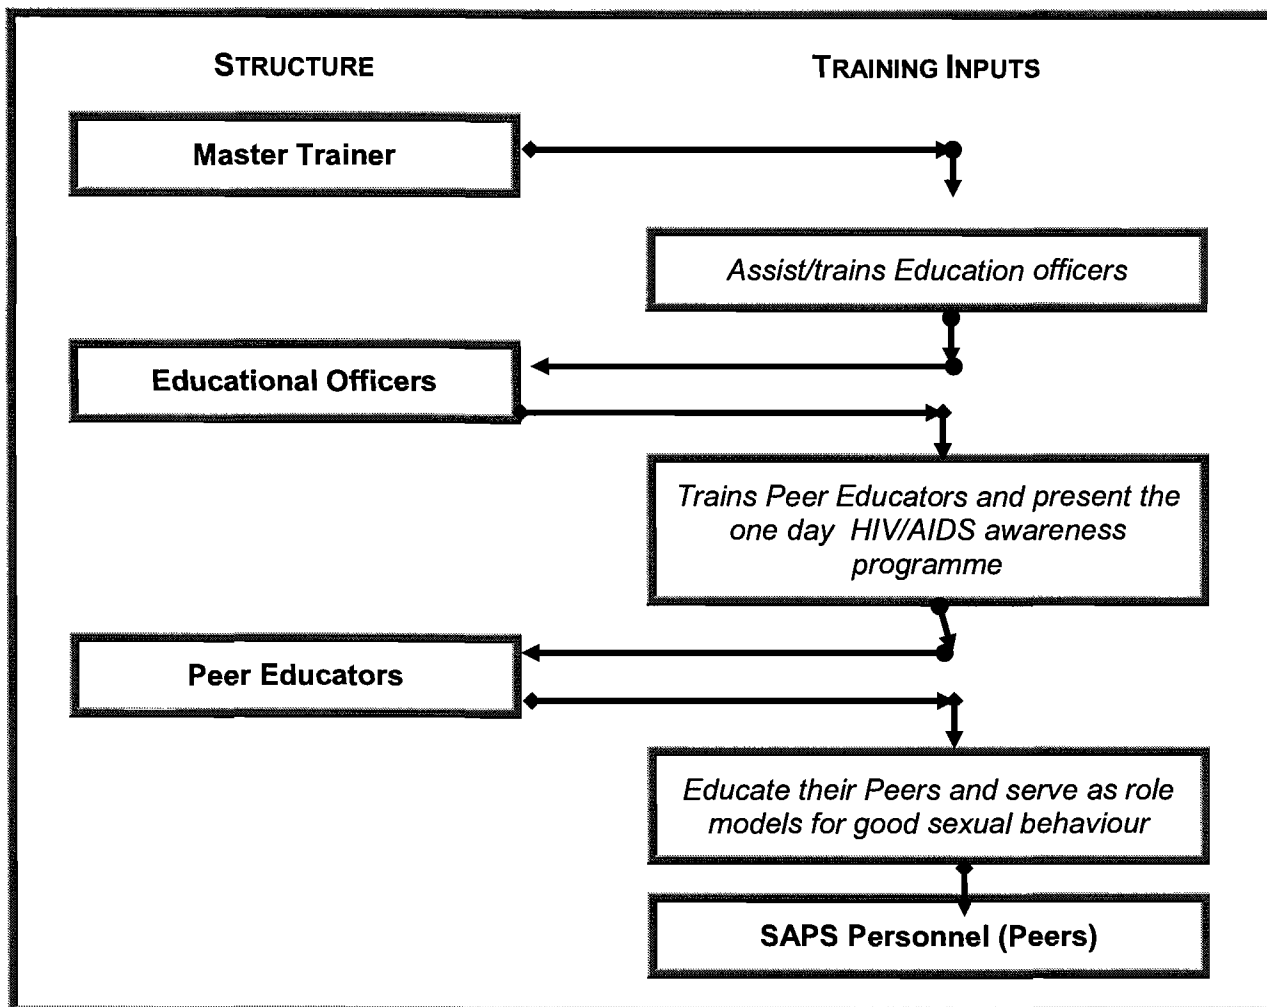 STRUCTURE
TRAINING INPUTS
Master Trainer
Assist/trains Education officers
Educational Officers
Trains Peer Educators and present the
one day HIV/AIDS awareness
programme
Peer Educators
Educate their Peers and serve as role
models for good sexual behaviour
SAPS Personnel (Peers)